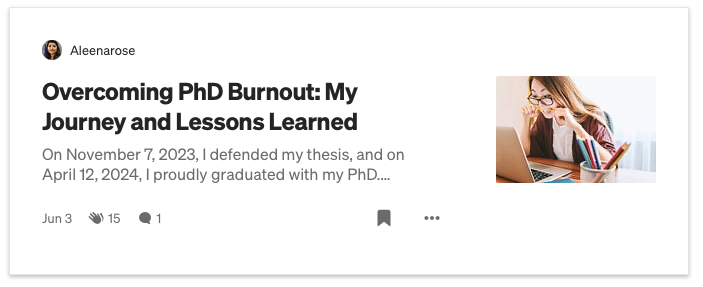 Aleenarose
Overcoming PhD Burnout: My
Journey and Lessons Learned
On November 7, 2023, I defended my thesis, and on
April 12, 2024, I proudly graduated with my PhD....
Jun 3 15 1